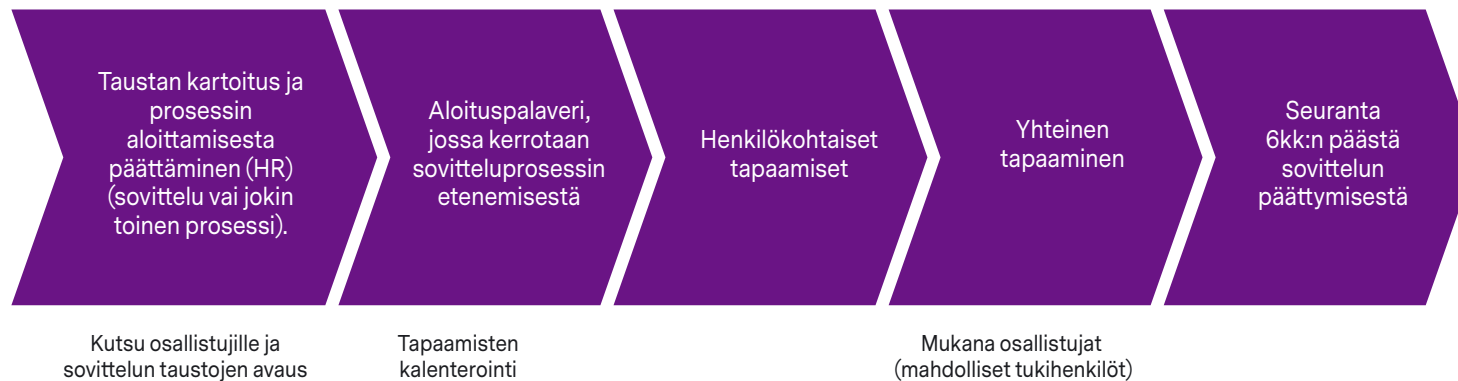 Taustan kartoitus ja
prosessin
aloittamisesta
päättäminen (HR)
(sovittelu vai jokin
toinen prosessi).
Aloituspalaveri,
jossa kerrotaan
sovitteluprosessin
etenemisestä
Henkilökohtaiset
tapaamiset
Yhteinen
tapaaminen
Seuranta
6kk:n päästä
sovittelun
päättymisestä
Kutsu osallistujille ja
sovittelun taustojen avaus
Tapaamisten
kalenterointi
Mukana osallistujat
(mahdolliset tukihenkilöt)